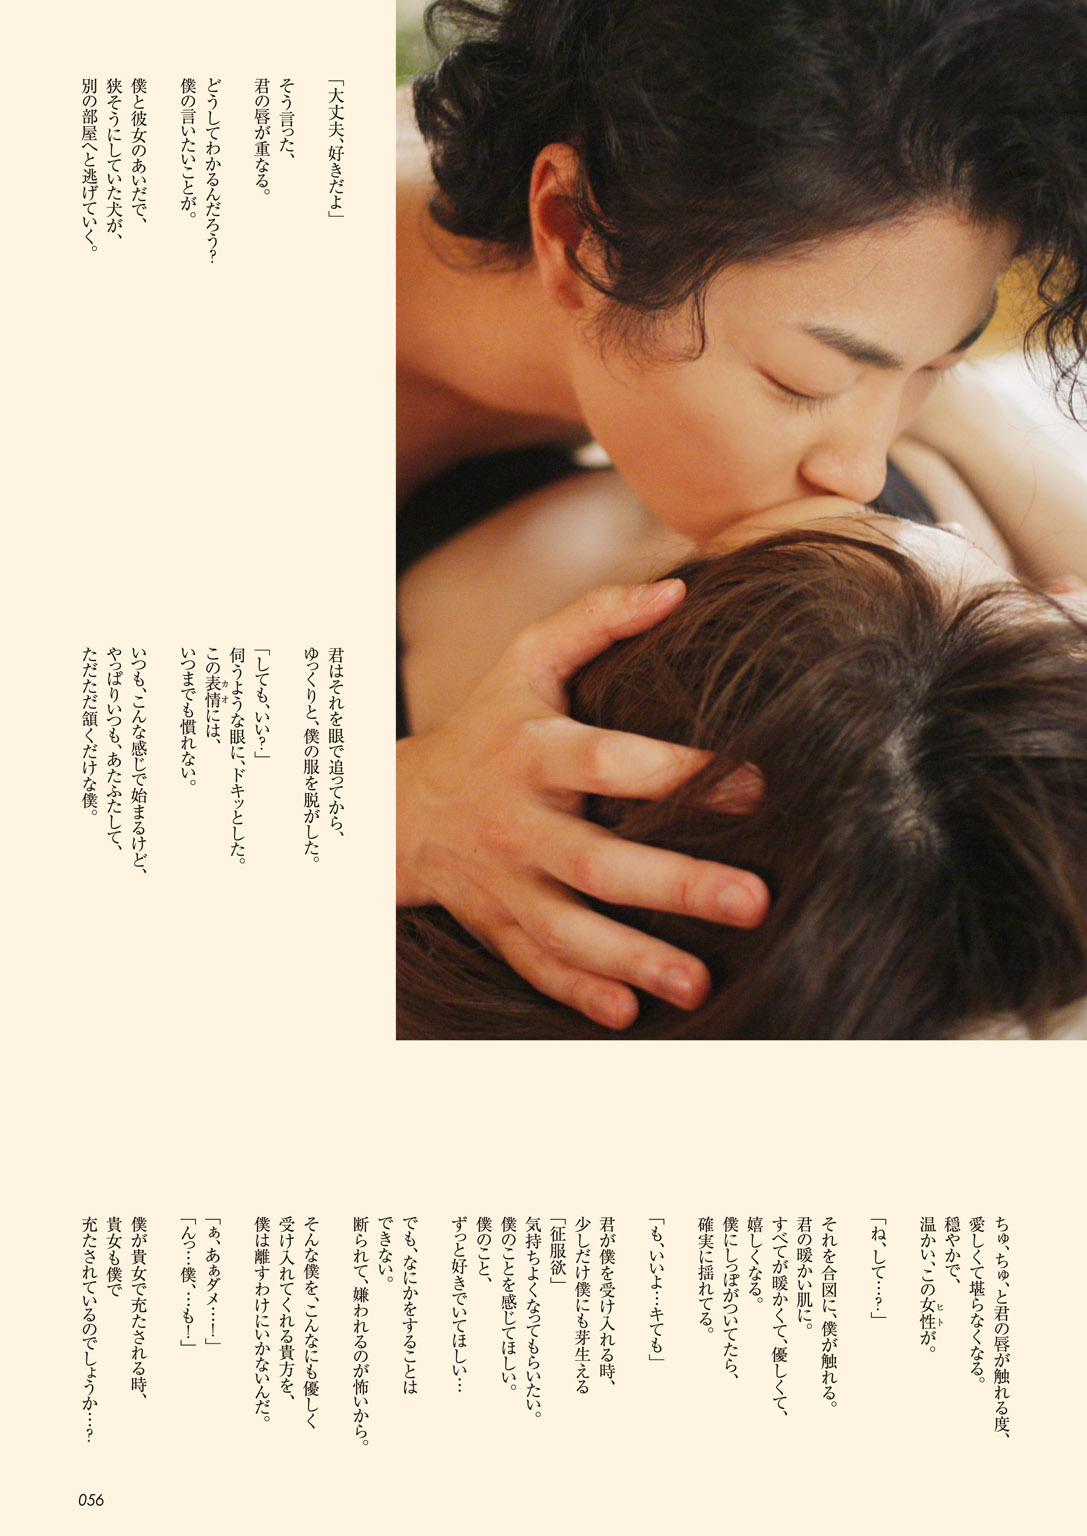 「大丈夫、好きだよ」
そう言った、
君の唇が重なる。
どうしてわかるんだろう？
僕の言いたいことが。
僕と彼女のあいだで、
狭そうにしていた犬が、
別の部屋へと逃げていく。
君はそれを眼で追ってから、
ゆっくりと、僕の服を脱がした。
「しても、いい？」
伺うような眼に、ドキッとした。
この表情には、
カオ
いつまでも慣れない。
いつも、こんな感じで始まるけど、
やっぱりいつも、あたふたして、
ただただ頷くだけな僕。
ちゅ、ちゅ、と君の唇が触れる度、
愛しくて堪らなくなる。
穏やかで、
温かい、この女性が。
ヒト
「ね、して…？」
それを合図に、僕が触れる。
君の暖かい肌に。
すべてが暖かくて、優しくて、
嬉しくなる。
僕にしっぽがついてたら、
確実に揺れてる。
「も、いいよ…キても」
君が僕を受け入れる時、
少しだけ僕にも芽生える
「征服欲」
気持ちよくなってもらいたい。
僕のことを感じてほしい。
僕のこと、
ずっと好きでいてほしい…
でも、なにかをすることは
できない。
断られて、嫌われるのが怖いから。
そんな僕を、こんなにも優しく
受け入れてくれる貴方を、
僕は離すわけにいかないんだ。
「ぁ、あぁダメ…！」
「んっ…僕、…も！」
僕が貴女で充たされる時、
貴女も僕で
充たされているのでしょうか…？
056